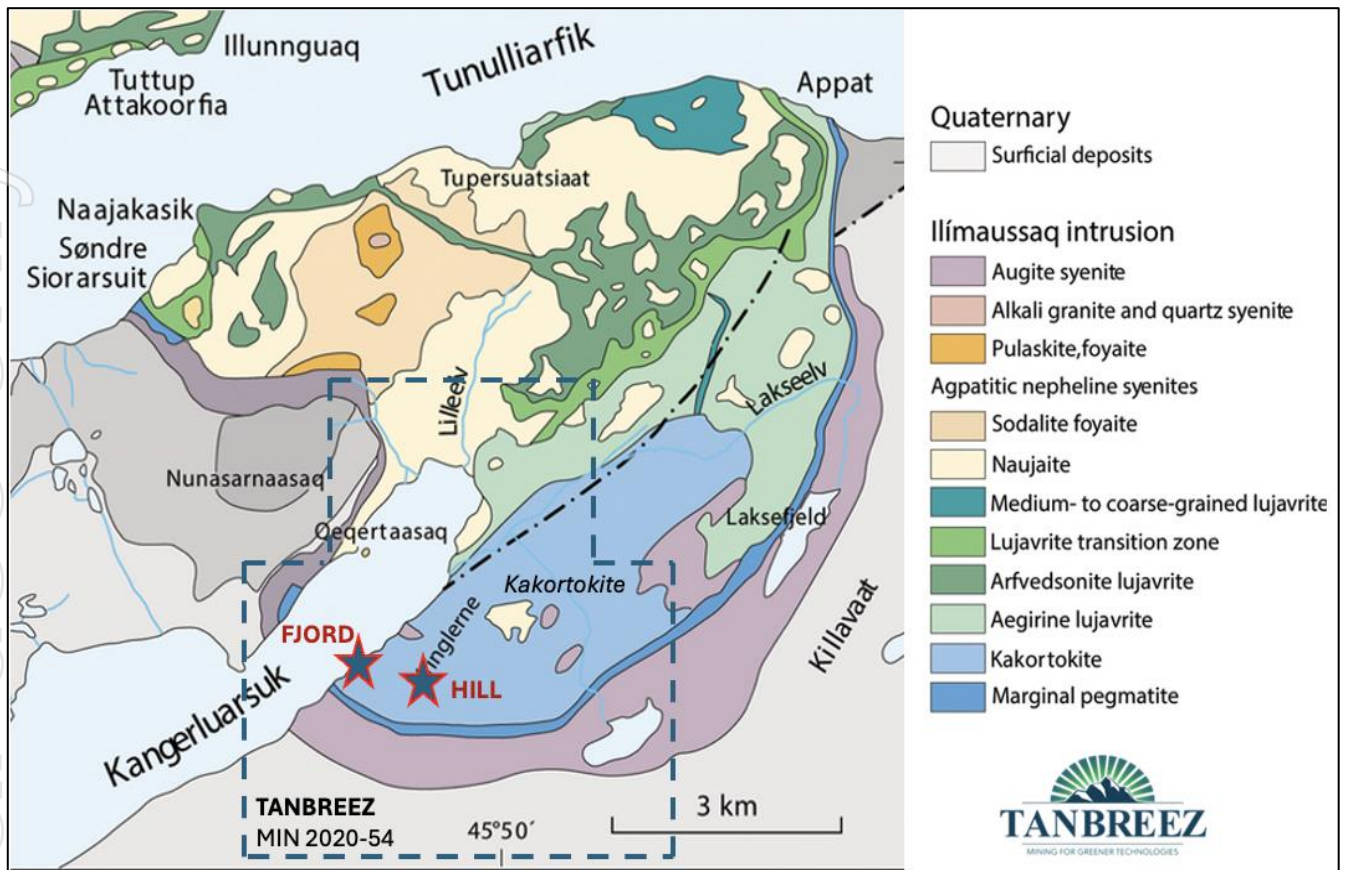 Illunnguaq
Tuttup
Attakoorfia
Tunulliarfik
Appat
Tupersuatsiaat
Naajakasik
Søndre
Siorarsuit
Lilleelv
Lakseelv
Nunasarnaasaq
Qeqertaasaq
Laksefjeld
Kakortokite
Killavaat
FJORD
HILL
Kangerluarsuk
TANBREEZ
MIN 2020-54
45°50´
3 km
Quaternary
Surficial deposits
Ilímaussaq intrusion
Augite syenite
Alkali granite and quartz syenite
Pulaskite,foyaite
Agpatitic nepheline syenites
Sodalite foyaite
Naujaite
Medium- to coarse-grained lujavrite
Lujavrite transition zone
Arfvedsonite lujavrite
Aegirine lujavrite
Kakortokite
Marginal pegmatite
TANBREEZ
MINING FOR GREENER TECHNOLOGIES